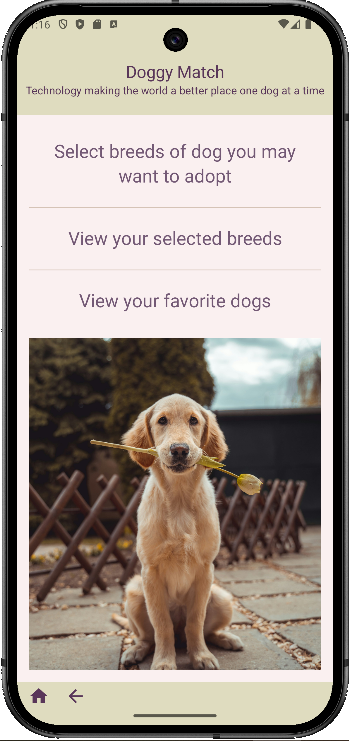 :16
Doggy Match
Technology making the world a better place one dog at a time
Select breeds of dog you may
want to adopt
View your selected breeds
View your favorite dogs